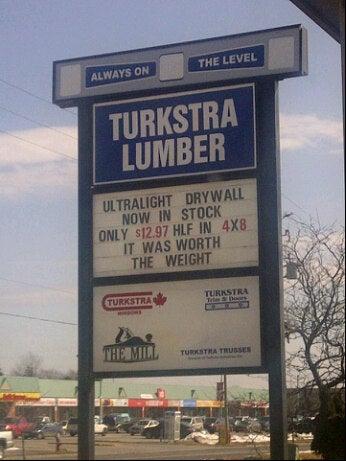 ALWAYS ON THE LEVEL
TURKSTRA
LUMBER
ULTRALIGHT DRYWALL
NOW IN STOCK
ONLY $12.97 HLF IN 4X8
IT WAS WORTH
THE WEIGHT
TURKSTRA
WINDOWS
TURKSTRA
Trim & Doors
THE MILL
TURKSTRA TRUSSES